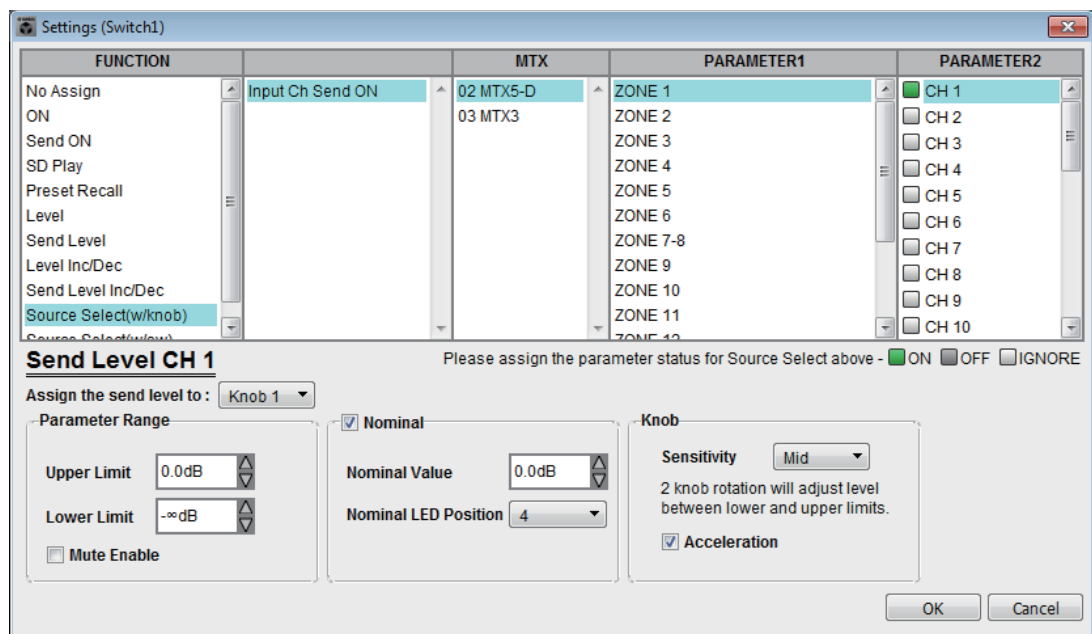 Settings (Switch1)
FUNCTION MTX PARAMETER1 PARAMETER2
No Assign Input Ch Send ON 02 MTX5-D ZONE 1 CH 1
ON 03 MTX3 ZONE 2 CH 2
Send ON ZONE 3 CH 3
SD Play ZONE 4 CH 4
Preset Recall ZONE 5 CH 5
Level ZONE 6 CH 6
Send Level ZONE 7-8 CH 7
Level Inc/Dec ZONE 9 CH 8
Send Level Inc/Dec ZONE 10 CH 9
Source Select(w/knob) ZONE 11 CH 10
Source Select(w/sw) ZONE 12
Send Level CH 1 Please assign the parameter status for Source Select above - ON OFF IGNORE
Assign the send level to : Knob 1
Parameter Range Nominal Knob
Upper Limit 0.0dB Nominal Value 0.0dB Sensitivity Mid
2 knob rotation will adjust level
between lower and upper limits.
Lower Limit -∞dB Nominal LED Position 4
Mute Enable Acceleration
OK Cancel